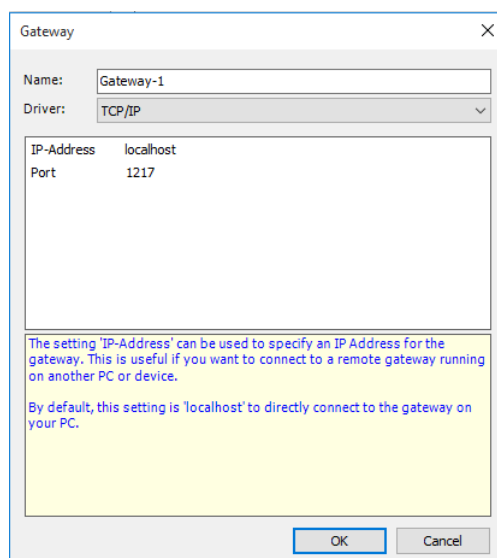 Gateway
Name: Gateway-1
Driver: TCP/IP
IP-Address localhost
Port 1217
The setting 'IP-Address' can be used to specify an IP Address for the
gateway. This is useful if you want to connect to a remote gateway running
on another PC or device.
By default, this setting is 'localhost' to directly connect to the gateway on
your PC.
OK Cancel